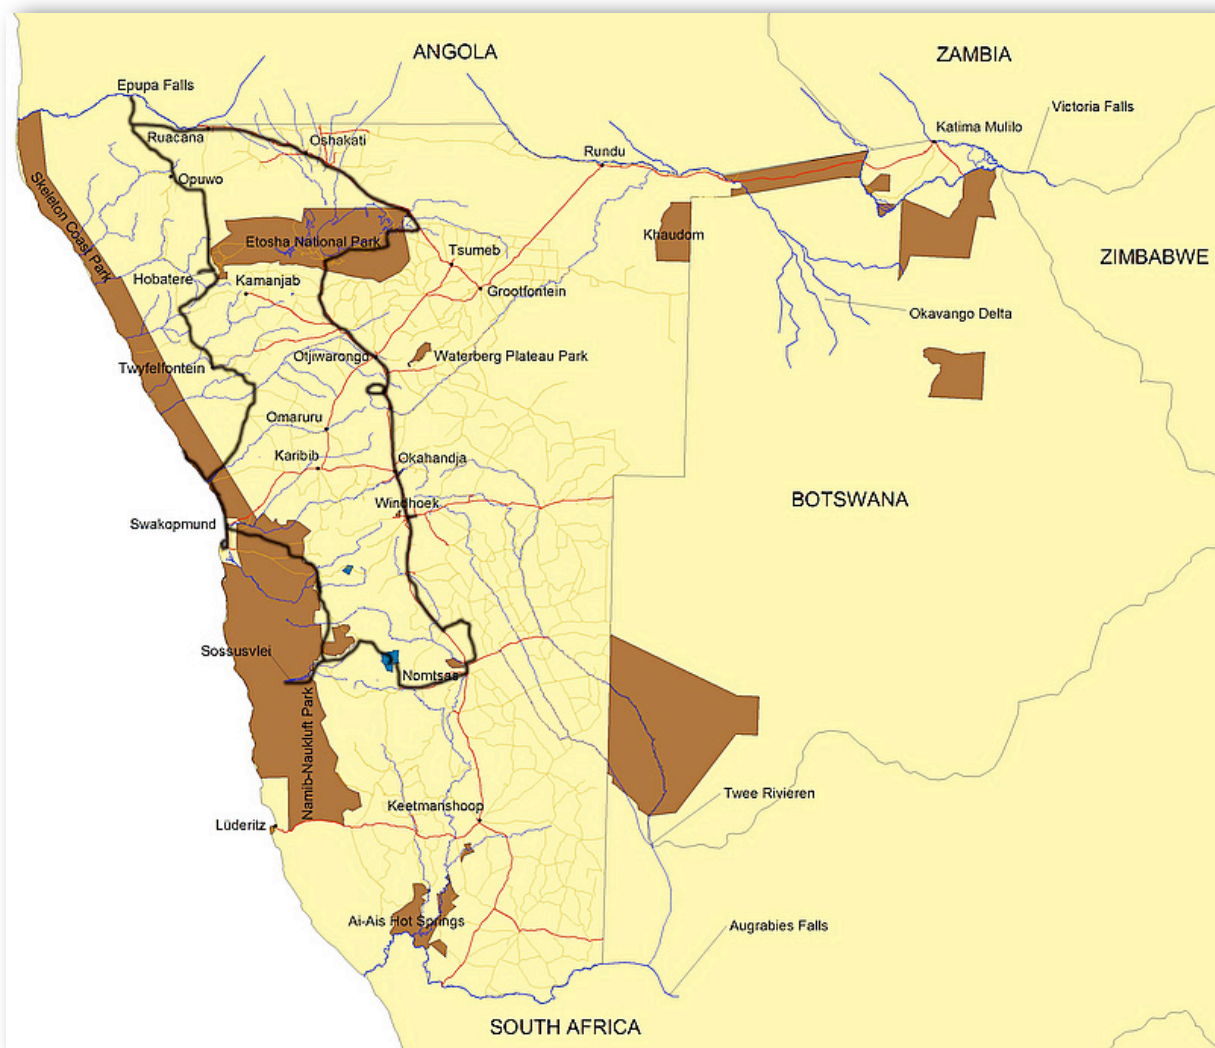 ANGOLA
ZAMBIA
Epupa Falls
Victoria Falls
Katima Mulilo
Ruacana
Oshakati
Rundu
Opuwo
Skeleton Coast Park
Khaudom
Etosha National Park
Tsumeb
ZIMBABWE
Hobatere
Kamanjab
Grootfontein
Okavango Delta
Otjiwarongo
Waterberg Plateau Park
Twyfelfontein
Omaruru
Karibib
Okahandja
BOTSWANA
Windhoek
Swakopmund
Sossusvlei
Nomtsas
Namib-Naukluft Park
Twee Rivieren
Keetmanshoop
Lüderitz
Ai-Ais Hot Springs
Augrabies Falls
SOUTH AFRICA